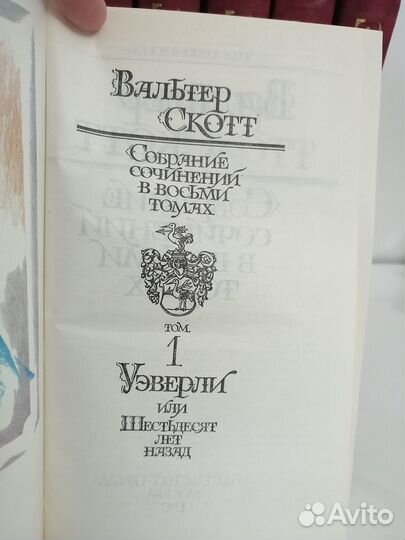 Вальтер
Скотт
Собрание
сочинений
в восьми
томах
том
1
Уэверли
или
Шестьдесят
лет
назад
Avito